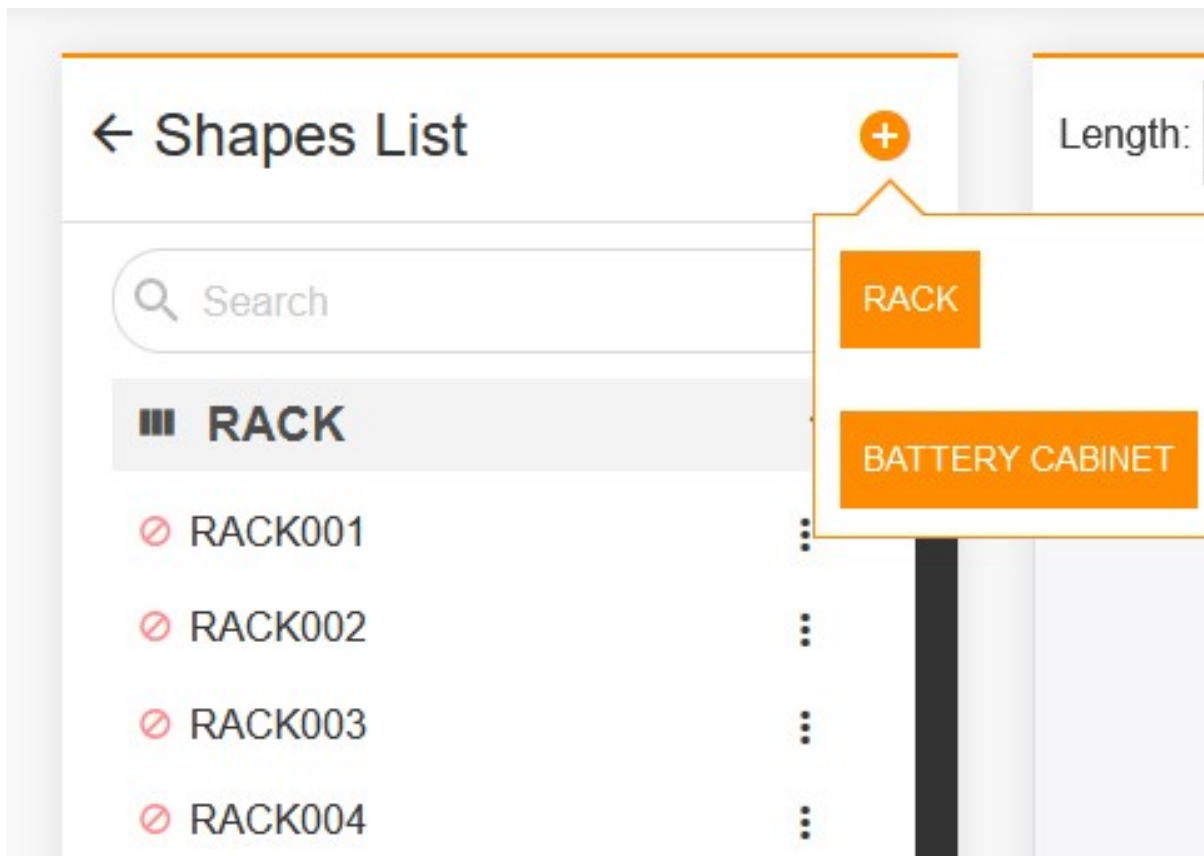 Shapes List
Length:
Search
RACK
BATTERY CABINET
RACK
RACK001
RACK002
RACK003
RACK004